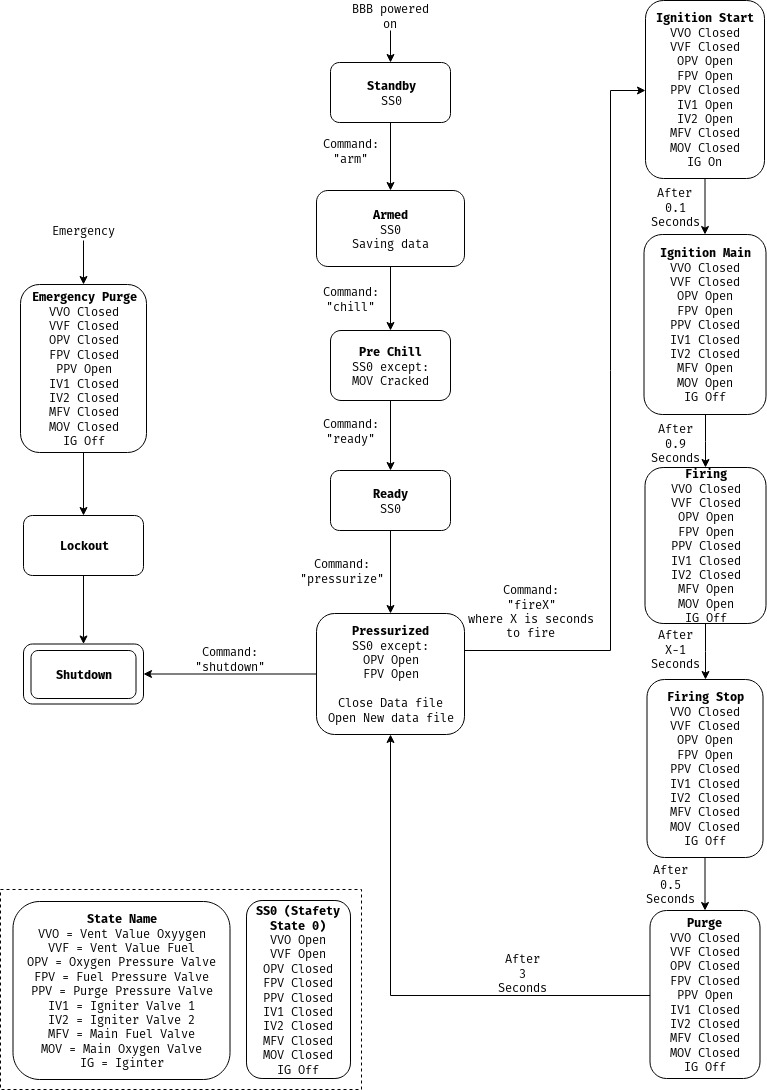 BBB powered
on
Standby
SS0
Command:
"arm"
Armed
SS0
Saving data
Command:
"chill"
Pre Chill
SS0 except:
MOV Cracked
Command:
"ready"
Ready
SS0
Command:
"pressurize"
Pressurized
SS0 except:
OPV Open
FPV Open
Close Data file
Open New data file
Command:
"shutdown"
Emergency
Emergency Purge
VVO Closed
VVF Closed
OPV Closed
FPV Closed
PPV Open
IV1 Closed
IV2 Closed
MFV Closed
MOV Closed
IG Off
Lockout
Shutdown
Command:
"fireX"
where X is seconds
to fire
Ignition Start
VVO Closed
VVF Closed
OPV Open
FPV Open
PPV Closed
IV1 Open
IV2 Open
MFV Closed
MOV Closed
IG On
After
0.1
Seconds
Ignition Main
VVO Closed
VVF Closed
OPV Open
FPV Open
PPV Closed
IV1 Closed
IV2 Closed
MFV Open
MOV Open
IG Off
After
0.9
Seconds
Firing
VVO Closed
VVF Closed
OPV Open
FPV Open
PPV Closed
IV1 Closed
IV2 Closed
MFV Open
MOV Open
IG Off
After
X-1
Seconds
Firing Stop
VVO Closed
VVF Closed
OPV Open
FPV Open
PPV Closed
IV1 Closed
IV2 Closed
MFV Closed
MOV Closed
IG Off
After
0.5
Seconds
Purge
VVO Closed
VVF Closed
OPV Closed
FPV Closed
PPV Open
IV1 Closed
IV2 Closed
MFV Closed
MOV Closed
IG Off
After
3
Seconds
State Name
VVO = Vent Value Oxyygen
VVF = Vent Value Fuel
OPV = Oxygen Pressure Valve
FPV = Fuel Pressure Valve
PPV = Purge Pressure Valve
IV1 = Igniter Valve 1
IV2 = Igniter Valve 2
MFV = Main Fuel Valve
MOV = Main Oxygen Valve
IG = Iginter
SS0 (Stafety
State 0)
VVO Open
VVF Open
OPV Closed
FPV Closed
PPV Closed
IV1 Closed
IV2 Closed
MFV Closed
MOV Closed
IG Off